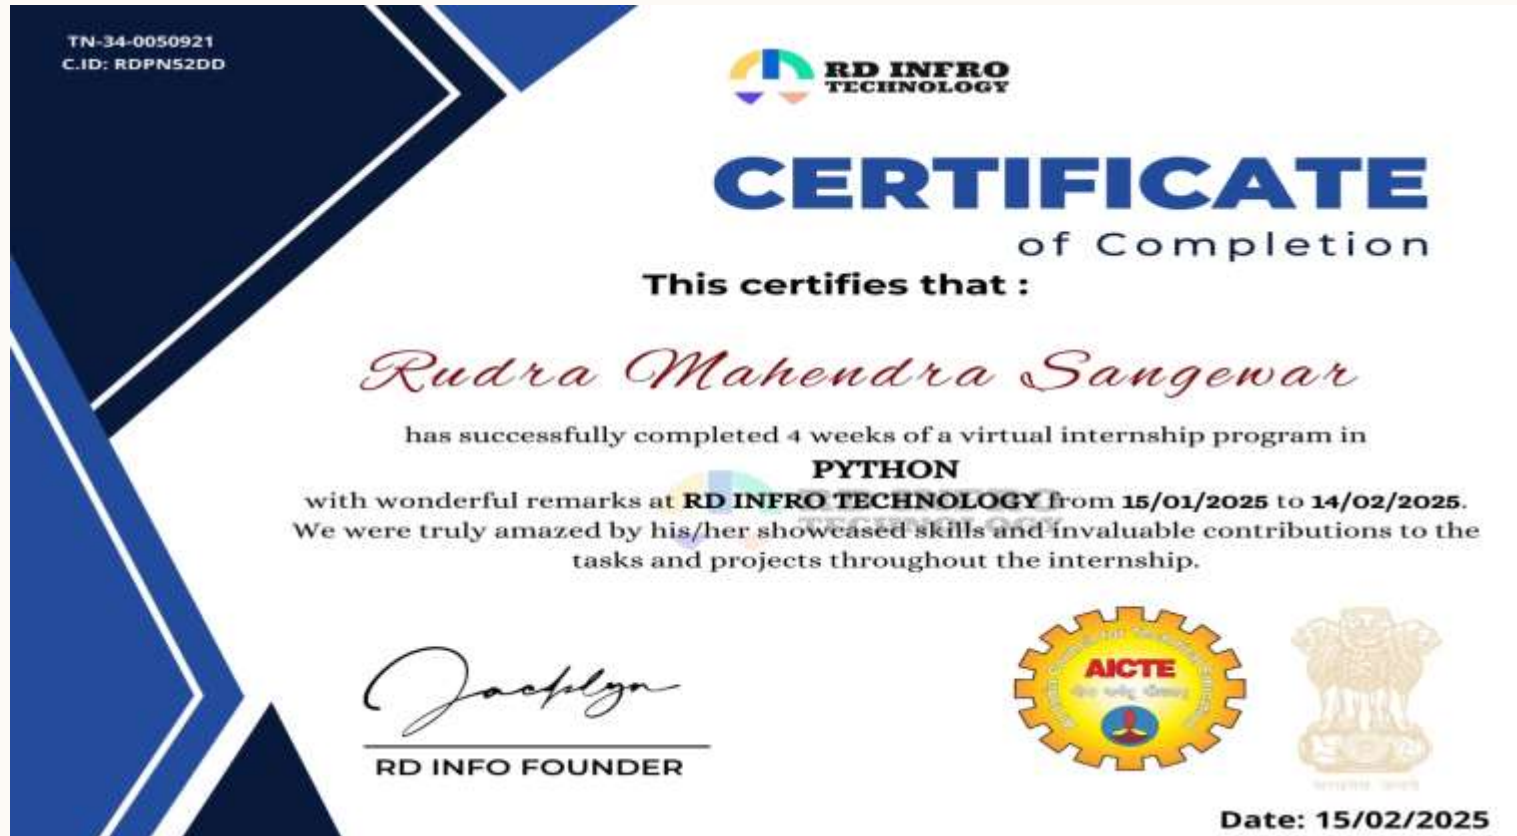 TN-34-0050921
C.ID: RDPN52DD
RD INFRO
TECHNOLOGY
CERTIFICATE
of Completion
This certifies that :
Rudra Mahendra Sangewar
has successfully completed 4 weeks of a virtual internship program in
PYTHON
with wonderful remarks at RD INFRO TECHNOLOGY from 15/01/2025 to 14/02/2025.
We were truly amazed by his/her showcased skills and invaluable contributions to the
tasks and projects throughout the internship.
Jacplyn
RD INFO FOUNDER
AICTE
Date: 15/02/2025